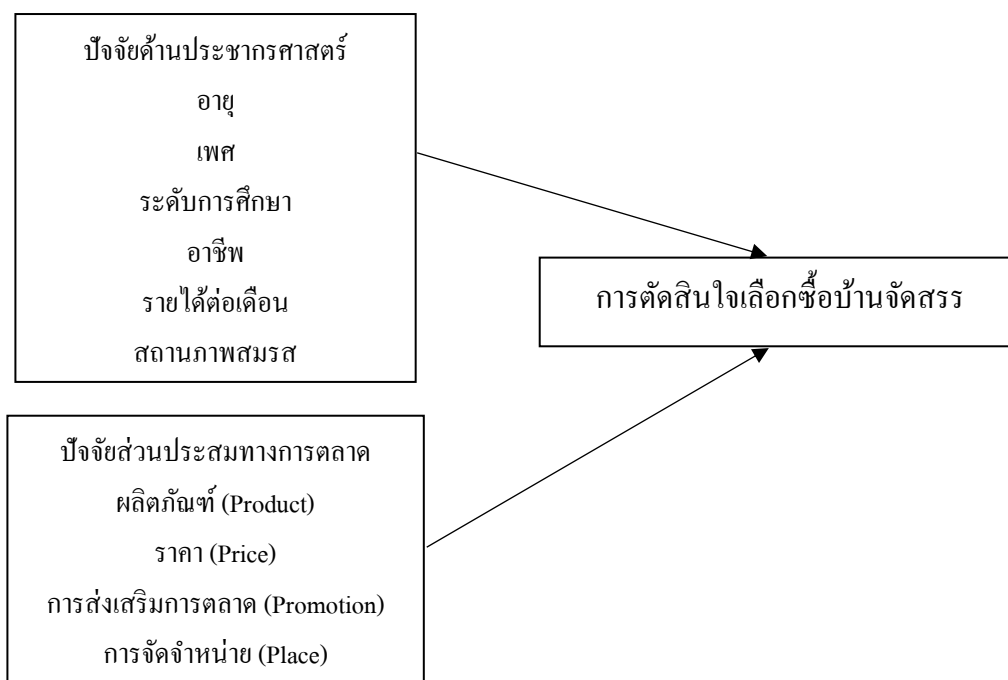 ปัจจัยด้านประชากรศาสตร์
อายุ
เพศ
ระดับการศึกษา
อาชีพ
รายได้ต่อเดือน
สถานภาพสมรส
การตัดสินใจเลือกซื้อบ้านจัดสรร
ปัจจัยส่วนประสมทางการตลาด
ผลิตภัณฑ์ (Product)
ราคา (Price)
การส่งเสริมการตลาด (Promotion)
การจัดจำหน่าย (Place)